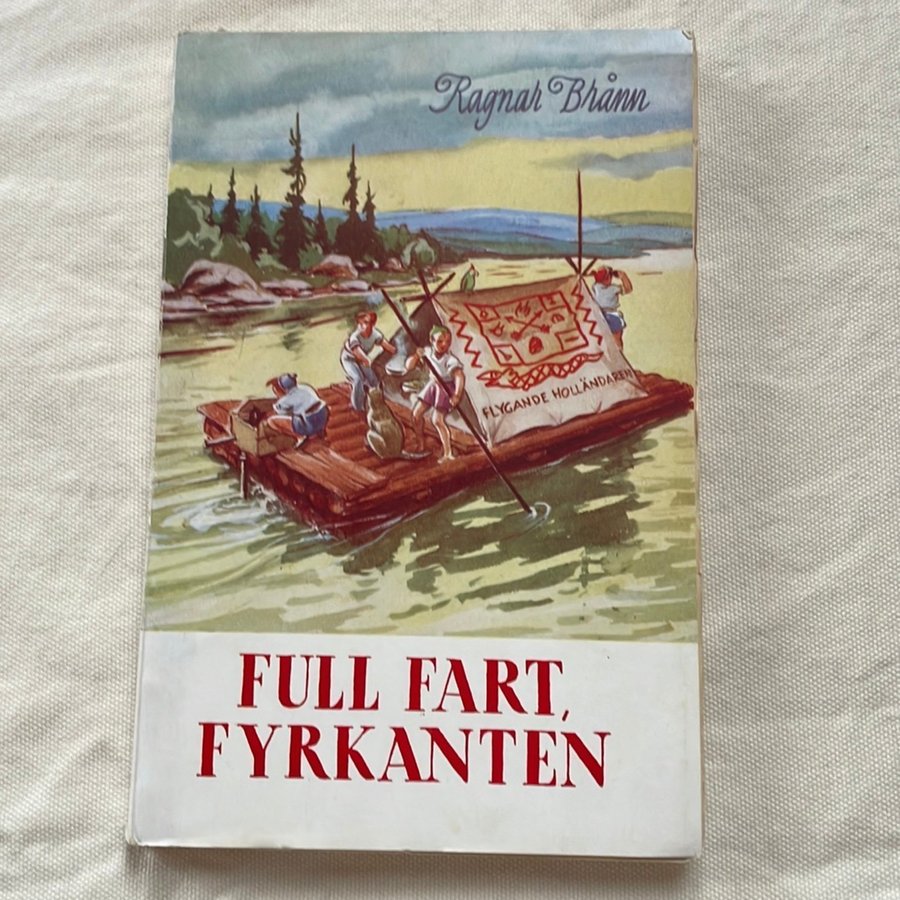 Ragnar Brånn
FLYGANDE HOLLÄNDAREN
FULL FART,
FYRKANTEN